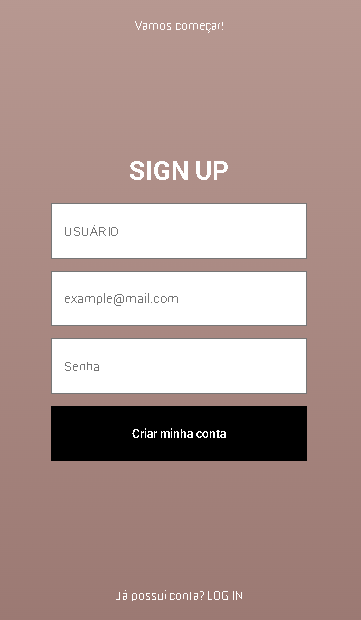 Vamos começar!
SIGN UP
USUÁRIO
example@mail.com
Senha
Criar minha conta
Já possui conta? LOG IN